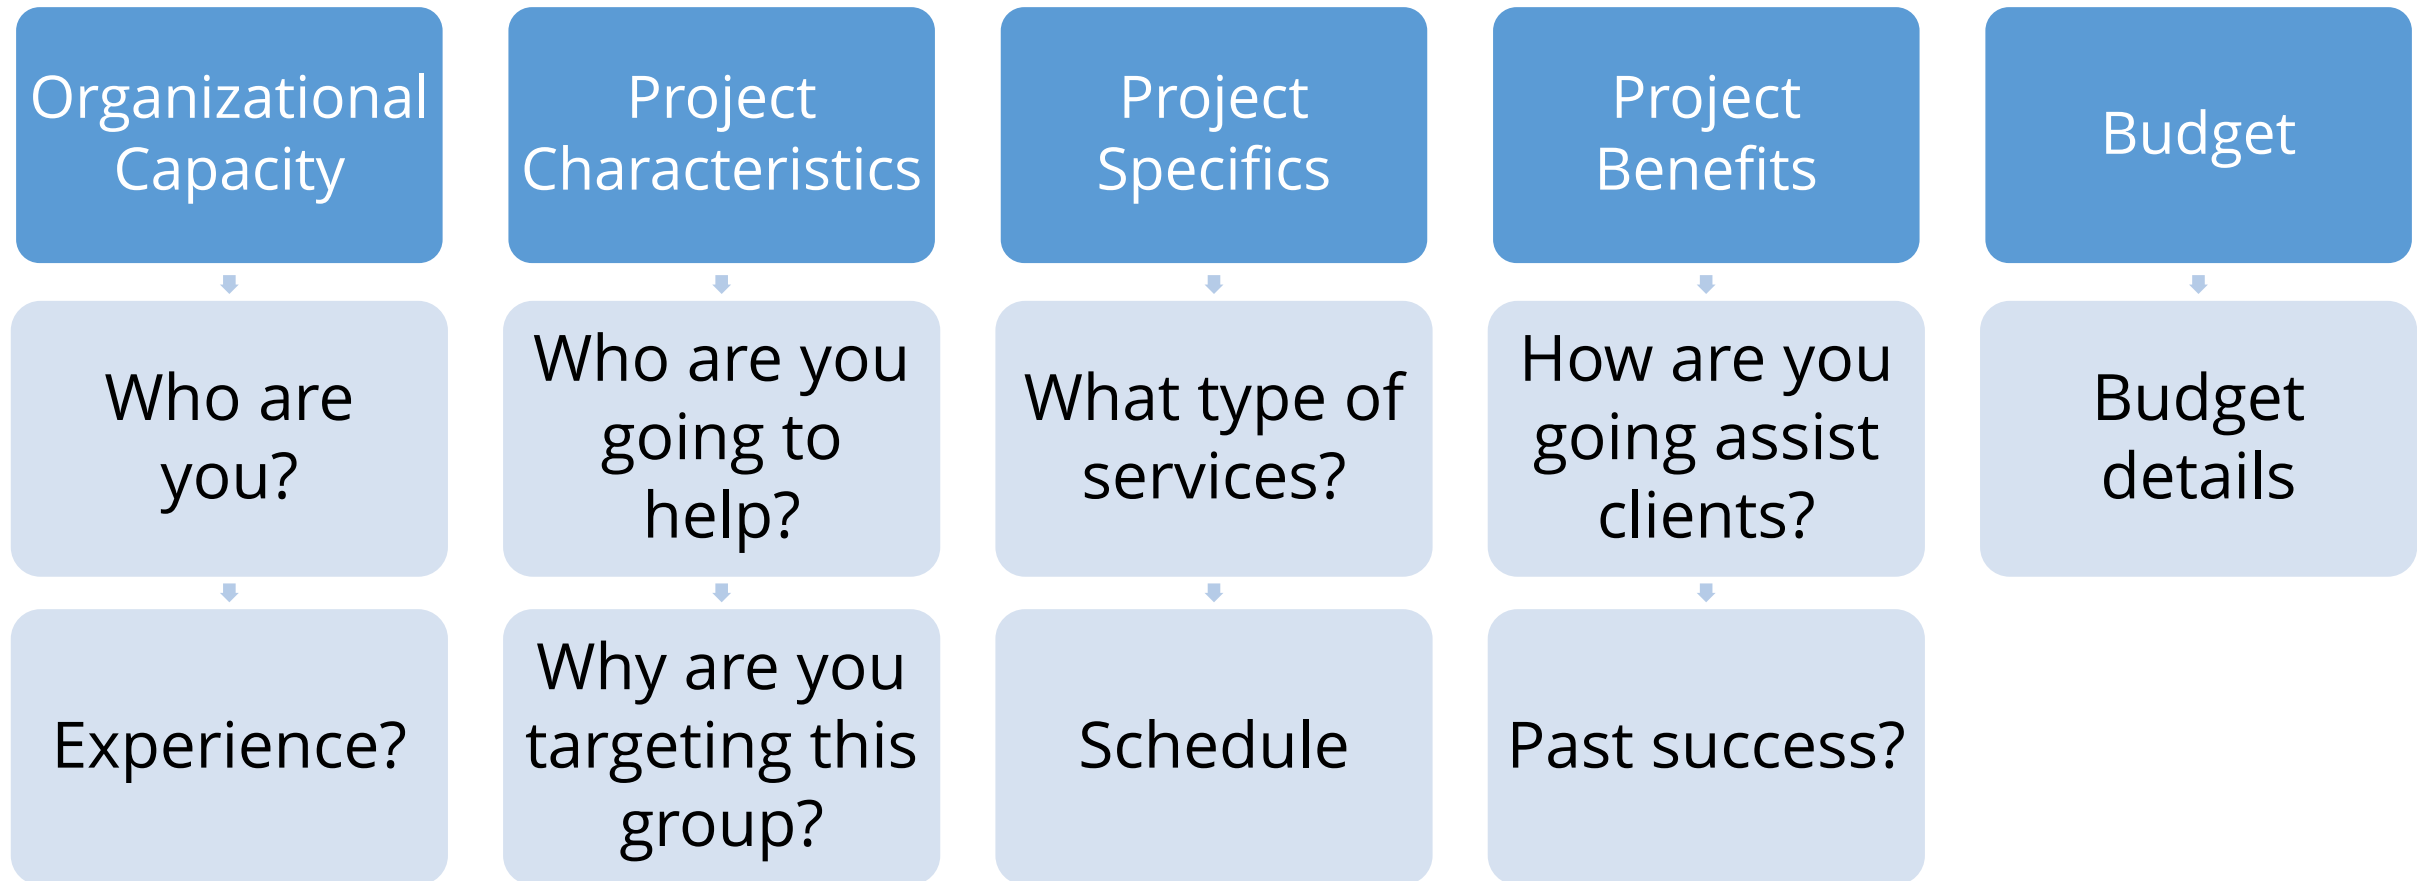 Organizational
Capacity
Who are
you?
Experience?
Project
Characteristics
Who are you
going to
help?
Why are you
targeting this
group?
Project
Specifics
What type of
services?
Schedule
Project
Benefits
How are you
going assist
clients?
Past success?
Budget
Budget
details